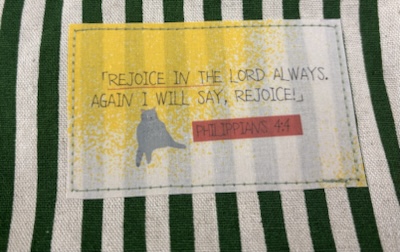 「REJOICE IN THE LORD ALWAYS.
AGAIN I WILL SAY, REJOICE!」
PHILIPPIANS 4:4